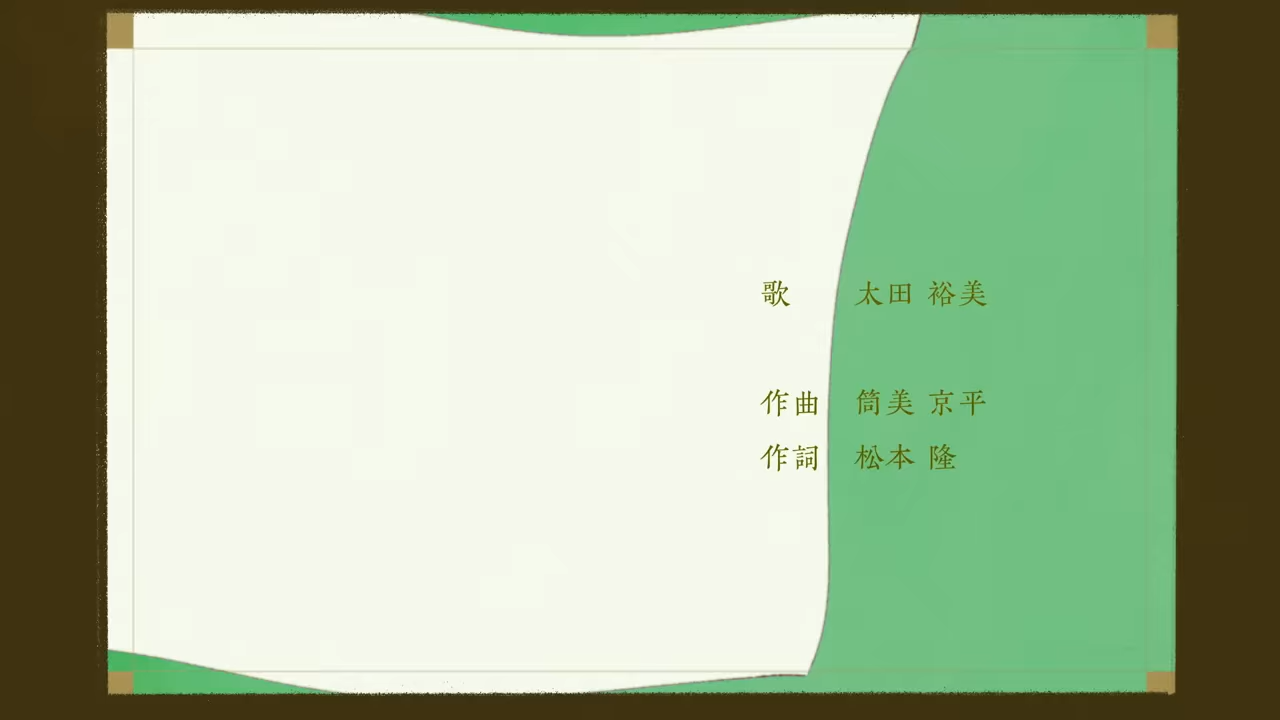 歌 太田 裕美
作曲 筒美 京平
作詞 松本 隆